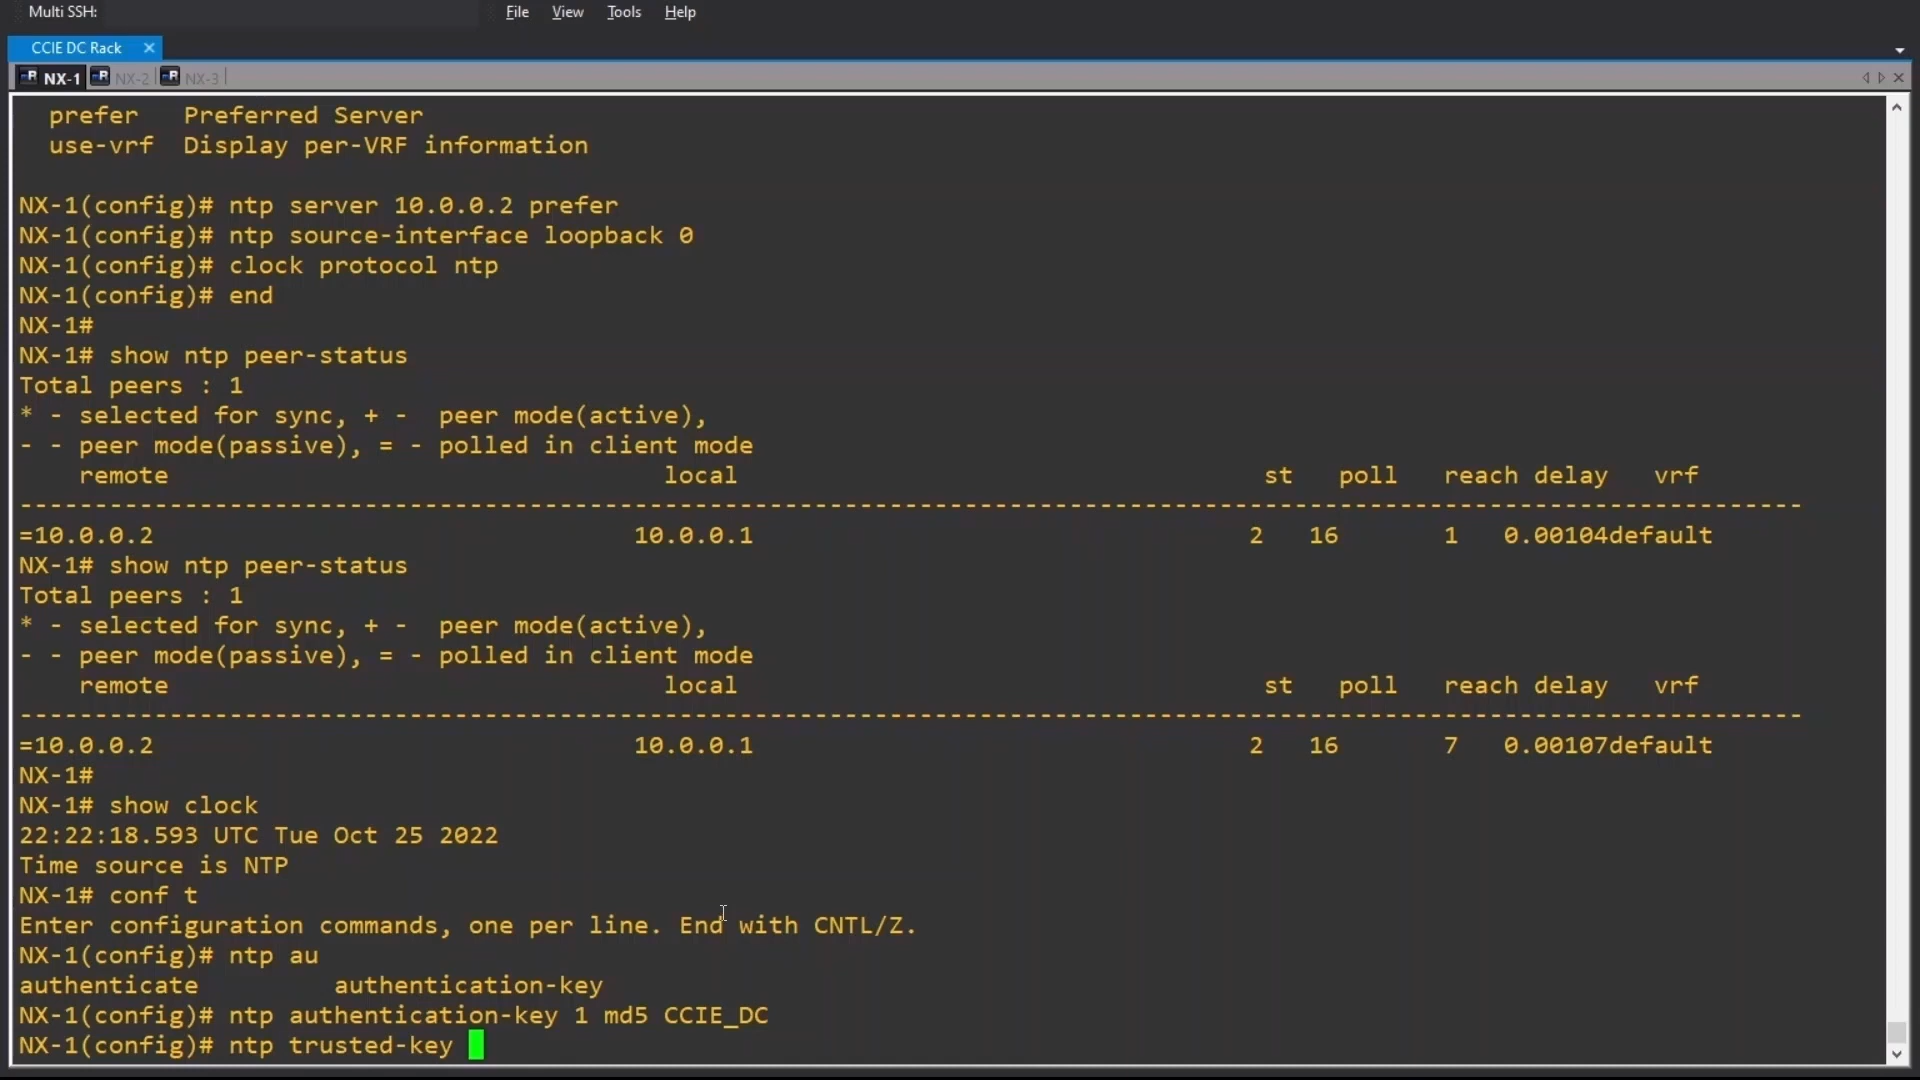 Multi SSH:
File View Tools Help
CCIE DC Rack
NX-1 NX-2 NX-3
prefer Preferred Server
use-vrf Display per-VRF information
NX-1(config)# ntp server 10.0.0.2 prefer
NX-1(config)# ntp source-interface loopback 0
NX-1(config)# clock protocol ntp
NX-1(config)# end
NX-1#
NX-1# show ntp peer-status
Total peers : 1
* - selected for sync, + - peer mode(active),
- - peer mode(passive), = - polled in client mode
remote local st poll reach delay vrf
------------------------------------------------------------------------------------------------------------------------
=10.0.0.2 10.0.0.1 2 16 1 0.00104default
NX-1# show ntp peer-status
Total peers : 1
* - selected for sync, + - peer mode(active),
- - peer mode(passive), = - polled in client mode
remote local st poll reach delay vrf
------------------------------------------------------------------------------------------------------------------------
=10.0.0.2 10.0.0.1 2 16 7 0.00107default
NX-1#
NX-1# show clock
22:22:18.593 UTC Tue Oct 25 2022
Time source is NTP
NX-1# conf t
Enter configuration commands, one per line. End with CNTL/Z.
NX-1(config)# ntp au
authenticate authentication-key
NX-1(config)# ntp authentication-key 1 md5 CCIE_DC
NX-1(config)# ntp trusted-key